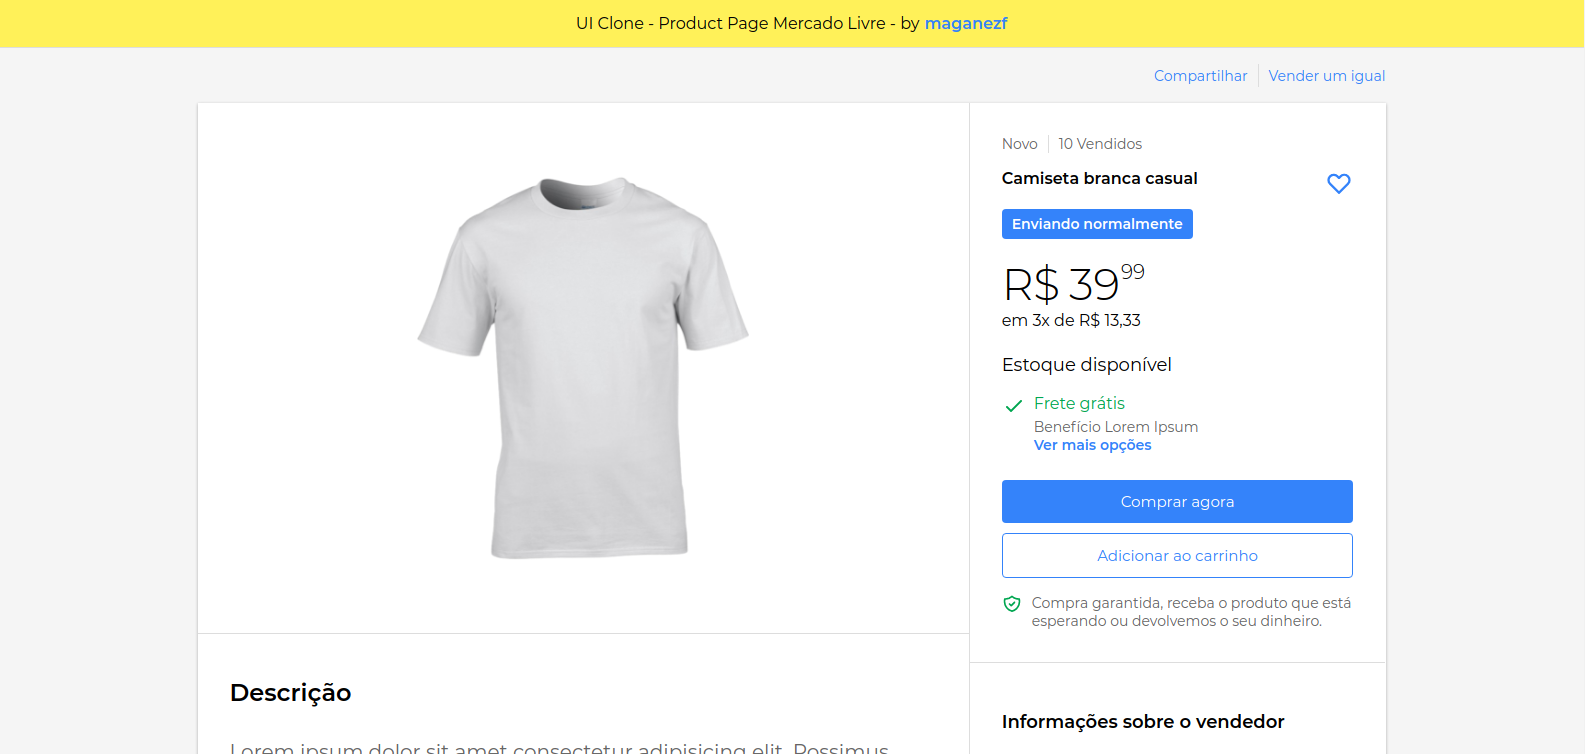 UI Clone - Product Page Mercado Livre - by maganezf
Compartilhar Vender um igual
Novo 10 Vendidos
Camiseta branca casual
Enviando normalmente
R$ 39 99
em 3x de R$ 13,33
Estoque disponível
Frete grátis
Benefício Lorem Ipsum
Ver mais opções
Comprar agora
Adicionar ao carrinho
Compra garantida, receba o produto que está
esperando ou devolvemos o seu dinheiro.
Descrição
Lorem ipsum dolor sit amet consectetur adipisicing elit. Possimus
Informações sobre o vendedor